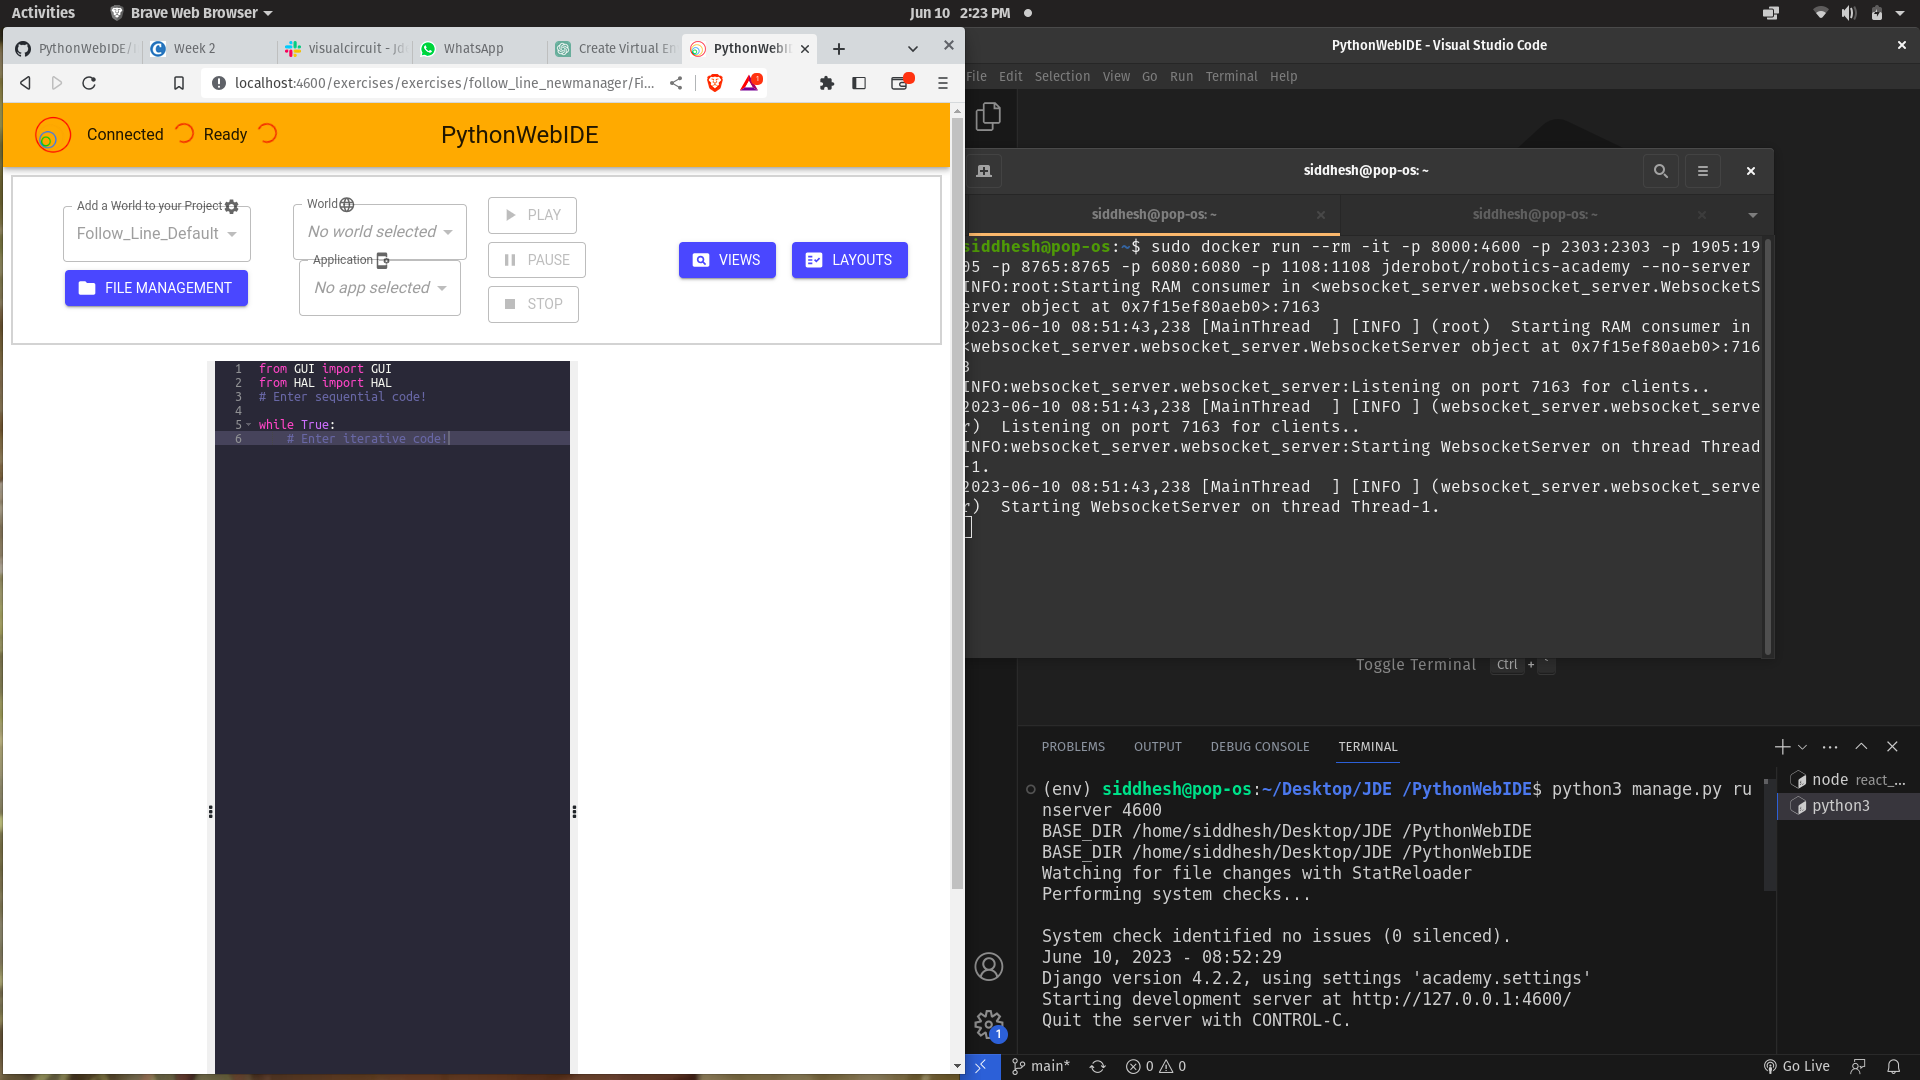 Activities
Brave Web Browser
Jun 10 2:23 PM
PythonWebIDE/
Week 2
visualcircuit - Jd
WhatsApp
Create Virtual En
PythonWebI
localhost:4600/exercises/exercises/follow_line_newmanager/Fi...
1
Connected
Ready
PythonWebIDE
Add a World to your Project
Follow_Line_Default
FILE MANAGEMENT
World
No world selected
Application
No app selected
PLAY
PAUSE
STOP
VIEWS
LAYOUTS
1 from GUI import GUI
2 from HAL import HAL
3 # Enter sequential code!
4
5 while True:
6 # Enter iterative code!
PythonWebIDE - Visual Studio Code
File Edit Selection View Go Run Terminal Help
siddhesh@pop-os: ~
siddhesh@pop-os: ~
siddhesh@pop-os: ~
siddhesh@pop-os:~$ sudo docker run --rm -it -p 8000:4600 -p 2303:2303 -p 1905:19
05 -p 8765:8765 -p 6080:6080 -p 1108:1108 jderobot/robotics-academy --no-server
INFO:root:Starting RAM consumer in <websocket_server.websocket_server.WebsocketS
erver object at 0x7f15ef80aeb0>:7163
2023-06-10 08:51:43,238 [MainThread  ] [INFO ] (root)  Starting RAM consumer in
<websocket_server.websocket_server.WebsocketServer object at 0x7f15ef80aeb0>:716
3
INFO:websocket_server.websocket_server:Listening on port 7163 for clients..
2023-06-10 08:51:43,238 [MainThread  ] [INFO ] (websocket_server.websocket_serve
r)  Listening on port 7163 for clients..
INFO:websocket_server.websocket_server:Starting WebsocketServer on thread Thread
-1.
2023-06-10 08:51:43,238 [MainThread  ] [INFO ] (websocket_server.websocket_serve
r)  Starting WebsocketServer on thread Thread-1.
Toggle Terminal Ctrl + `
PROBLEMS OUTPUT DEBUG CONSOLE TERMINAL
node react_...
python3
(env) siddhesh@pop-os:~/Desktop/JDE /PythonWebIDE$ python3 manage.py ru
nserver 4600
BASE_DIR /home/siddhesh/Desktop/JDE /PythonWebIDE
BASE_DIR /home/siddhesh/Desktop/JDE /PythonWebIDE
Watching for file changes with StatReloader
Performing system checks...
System check identified no issues (0 silenced).
June 10, 2023 - 08:52:29
Django version 4.2.2, using settings 'academy.settings'
Starting development server at http://127.0.0.1:4600/
Quit the server with CONTROL-C.
1
main* 0 0 Go Live